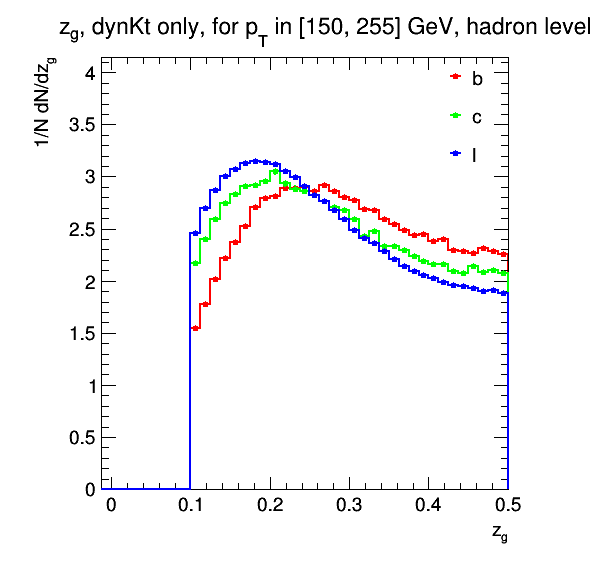 z_g, dynKt only, for p_T in [150, 255] GeV, hadron level
1/N dN/dz_g
4
3.5
3
2.5
2
1.5
1
0.5
0
b
c
l
0
0.1
0.2
0.3
0.4
0.5
z_g